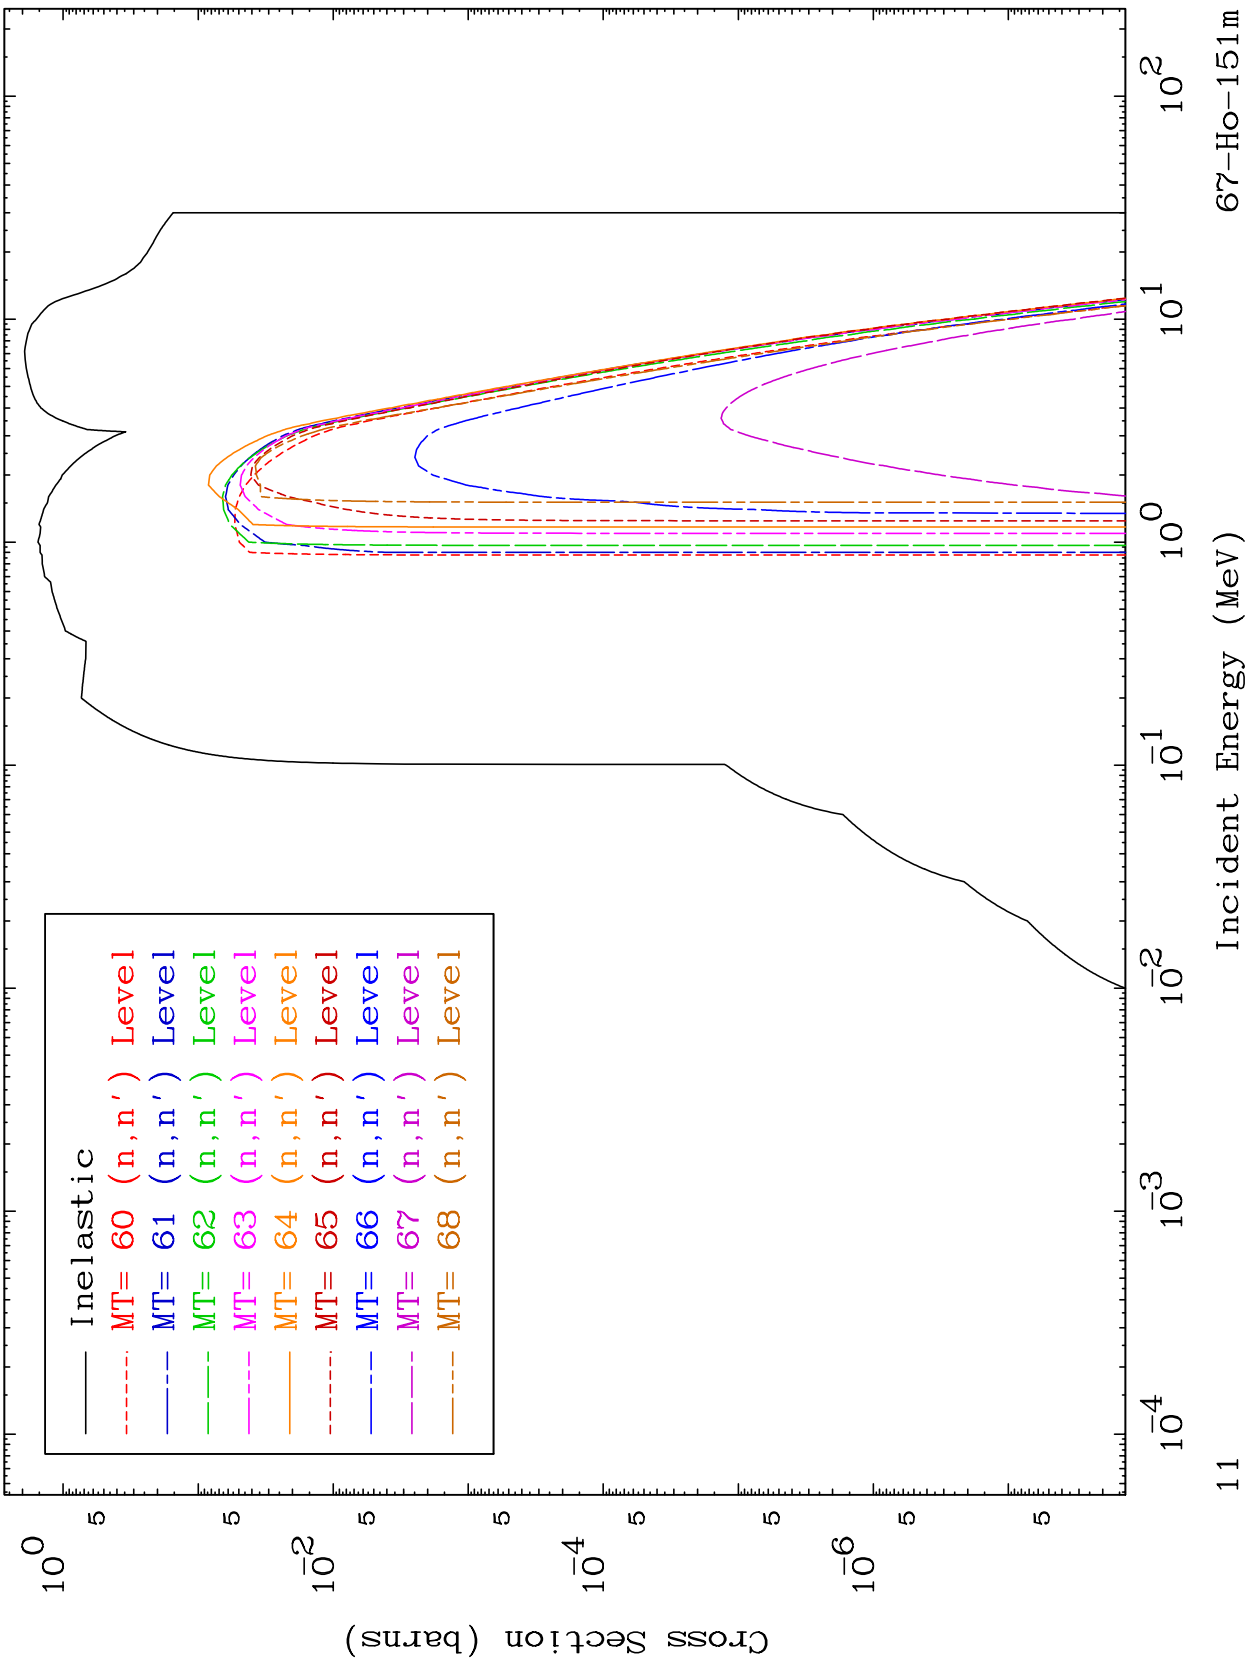 Inelastic
MT= 60 (n,n') Level
MT= 61 (n,n') Level
MT= 62 (n,n') Level
MT= 63 (n,n') Level
MT= 64 (n,n') Level
MT= 65 (n,n') Level
MT= 66 (n,n') Level
MT= 67 (n,n') Level
MT= 68 (n,n') Level
Cross Section (barns)
10^0
5
5
10^-2
5
5
10^-4
5
5
10^-6
5
5
10^-4
10^-3
10^-2
10^-1
10^0
10^1
10^2
Incident Energy (MeV)
11
67-Ho-151m